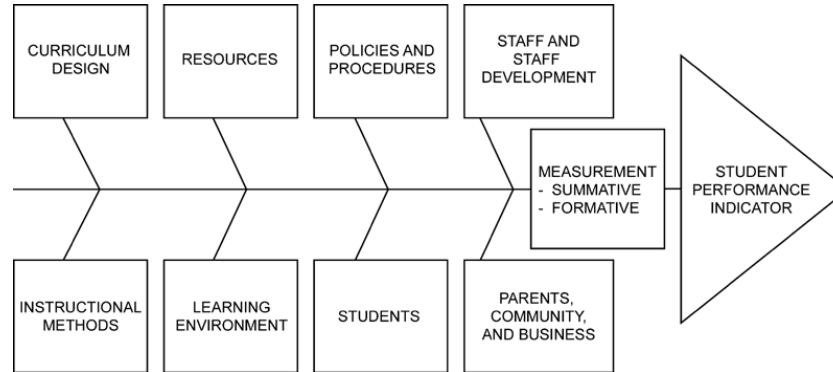 CURRICULUM
DESIGN
RESOURCES
POLICIES AND
PROCEDURES
STAFF AND
STAFF
DEVELOPMENT
MEASUREMENT
- SUMMATIVE
- FORMATIVE
STUDENT
PERFORMANCE
INDICATOR
INSTRUCTIONAL
METHODS
LEARNING
ENVIRONMENT
STUDENTS
PARENTS,
COMMUNITY,
AND BUSINESS